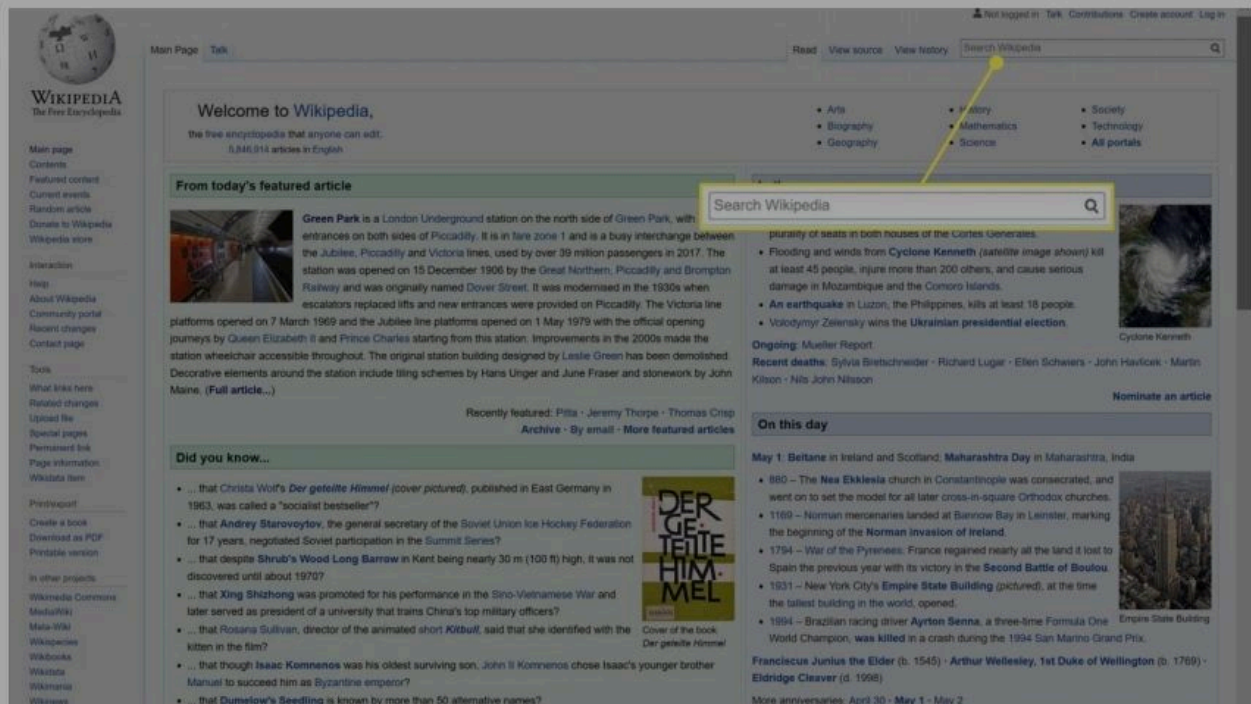 Not logged in Talk Contributions Create account Log in
WIKIPEDIA
The Free Encyclopedia
Main Page Talk
Read View source View history Search Wikipedia
Main page
Contents
Featured content
Current events
Random article
Donate to Wikipedia
Wikipedia store
Interaction
Help
About Wikipedia
Community portal
Recent changes
Contact page
Tools
What links here
Related changes
Upload file
Special pages
Permanent link
Page information
Wikidata item
Print/export
Create a book
Download as PDF
Printable version
In other projects
Wikimedia Commons
MediaWiki
Meta-Wiki
Wikispecies
Wikibooks
Wikidata
Wikimania
Wikinews
Welcome to Wikipedia,
the free encyclopedia that anyone can edit.
5,846,914 articles in English
• Arts
• Biography
• Geography
• History
• Mathematics
• Science
• Society
• Technology
• All portals
From today's featured article
Green Park is a London Underground station on the north side of Green Park, with
entrances on both sides of Piccadilly. It is in fare zone 1 and is a busy interchange between
the Jubilee, Piccadilly and Victoria lines, used by over 39 million passengers in 2017. The
station was opened on 15 December 1906 by the Great Northern, Piccadilly and Brompton
Railway and was originally named Dover Street. It was modernised in the 1930s when
escalators replaced lifts and new entrances were provided on Piccadilly. The Victoria line
platforms opened on 7 March 1969 and the Jubilee line platforms opened on 1 May 1979 with the official opening
journeys by Queen Elizabeth II and Prince Charles starting from this station. Improvements in the 2000s made the
station wheelchair accessible throughout. The original station building designed by Leslie Green has been demolished.
Decorative elements around the station include tiling schemes by Hans Unger and June Fraser and stonework by John
Maine. (Full article...)
Recently featured: Pitta · Jeremy Thorpe · Thomas Crisp
Archive · By email · More featured articles
Did you know...
• ... that Christa Wolf's Der geteilte Himmel (cover pictured), published in East Germany in
1963, was called a "socialist bestseller"?
• ... that Andrey Starovoytov, the general secretary of the Soviet Union Ice Hockey Federation
for 17 years, negotiated Soviet participation in the Summit Series?
• ... that despite Shrub's Wood Long Barrow in Kent being nearly 30 m (100 ft) high, it was not
discovered until about 1970?
• ... that Xing Shizhong was promoted for his performance in the Sino-Vietnamese War and
later served as president of a university that trains China's top military officers?
• ... that Rosana Sullivan, director of the animated short Kitbull, said that she identified with the
kitten in the film?
• ... that though Isaac Komnenos was his oldest surviving son, John II Komnenos chose Isaac's younger brother
Manuel to succeed him as Byzantine emperor?
• ... that Dumelow's Seedling is known by more than 50 alternative names?
DER
GE-
TEILTE
HIM-
MEL
Cover of the book
Der geteilte Himmel
Search Wikipedia
plurality of seats in both houses of the Cortes Generales.
• Flooding and winds from Cyclone Kenneth (satellite image shown) kill
at least 45 people, injure more than 200 others, and cause serious
damage in Mozambique and the Comoro Islands.
• An earthquake in Luzon, the Philippines, kills at least 18 people.
• Volodymyr Zelensky wins the Ukrainian presidential election.
Cyclone Kenneth
Ongoing: Mueller Report
Recent deaths: Sylvia Bretschneider · Richard Lugar · Ellen Schwiers · John Havlicek · Martin
Kilson · Nils John Nilsson
Nominate an article
On this day
May 1: Beltane in Ireland and Scotland; Maharashtra Day in Maharashtra, India
• 880 – The Nea Ekklesia church in Constantinople was consecrated, and
went on to set the model for all later cross-in-square Orthodox churches.
• 1169 – Norman mercenaries landed at Bannow Bay in Leinster, marking
the beginning of the Norman invasion of Ireland.
• 1794 – War of the Pyrenees: France regained nearly all the land it lost to
Spain the previous year with its victory in the Second Battle of Boulou.
• 1931 – New York City's Empire State Building (pictured), at the time
the tallest building in the world, opened.
• 1994 – Brazilian racing driver Ayrton Senna, a three-time Formula One
World Champion, was killed in a crash during the 1994 San Marino Grand Prix.
Empire State Building
Franciscus Junius the Elder (b. 1545) · Arthur Wellesley, 1st Duke of Wellington (b. 1769) ·
Eldridge Cleaver (d. 1998)
More anniversaries: April 30 · May 1 · May 2